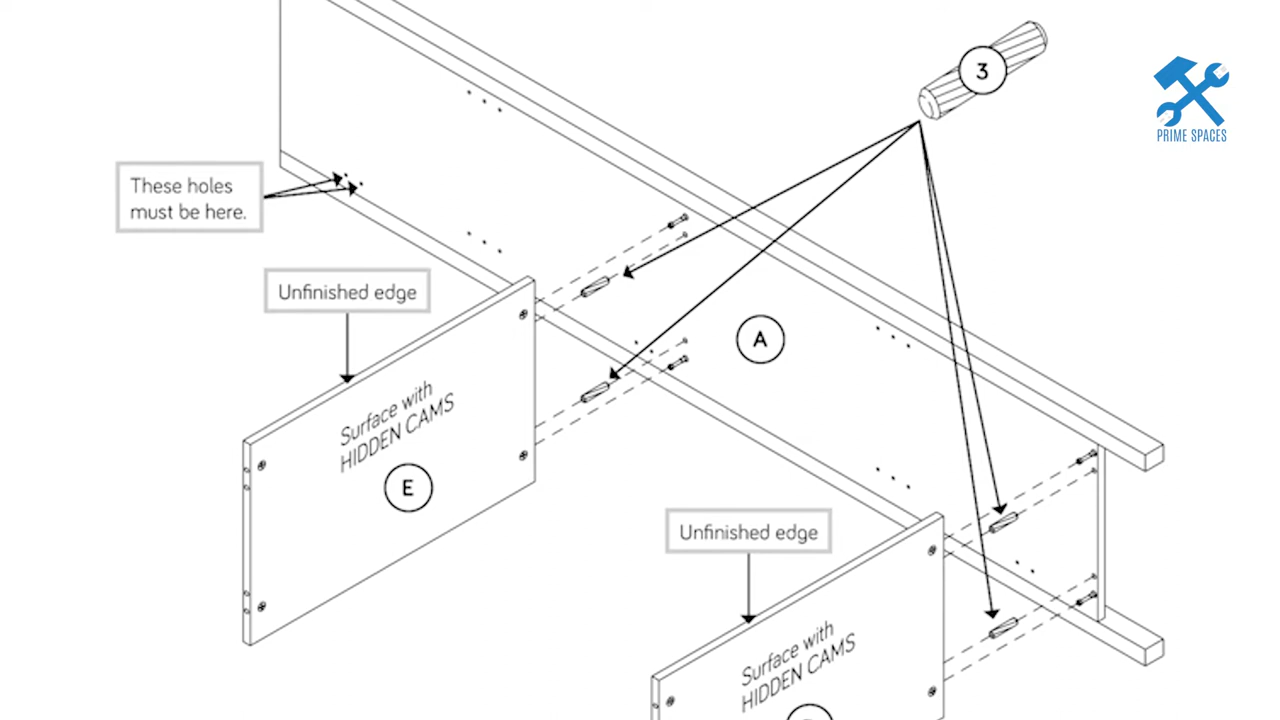 3
PRIME SPACES
These holes
must be here.
Unfinished edge
A
Surface with
HIDDEN CAMS
E
Unfinished edge
Surface with
HIDDEN CAMS